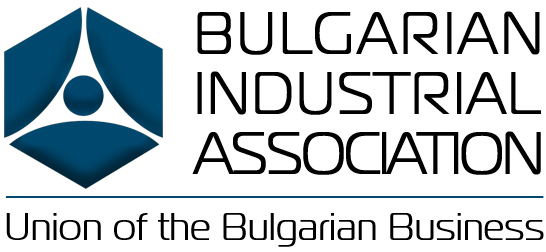 BULGARIAN
INDUSTRIAL
ASSOCIATION
Union of the Bulgarian Business